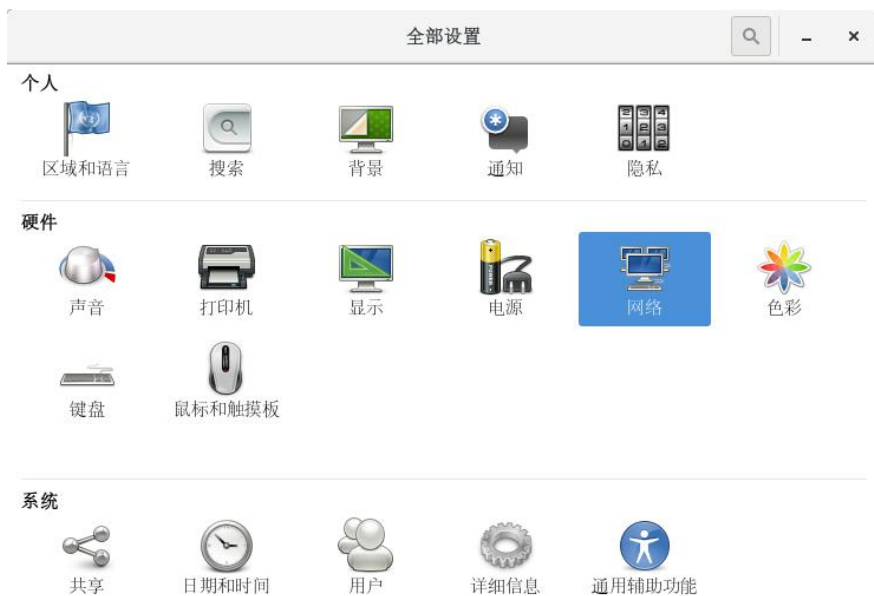 全部设置
个人
区域和语言 搜索 背景 通知 隐私
硬件
声音 打印机 显示 电源 网络 色彩
键盘 鼠标和触摸板
系统
共享 日期和时间 用户 详细信息 通用辅助功能